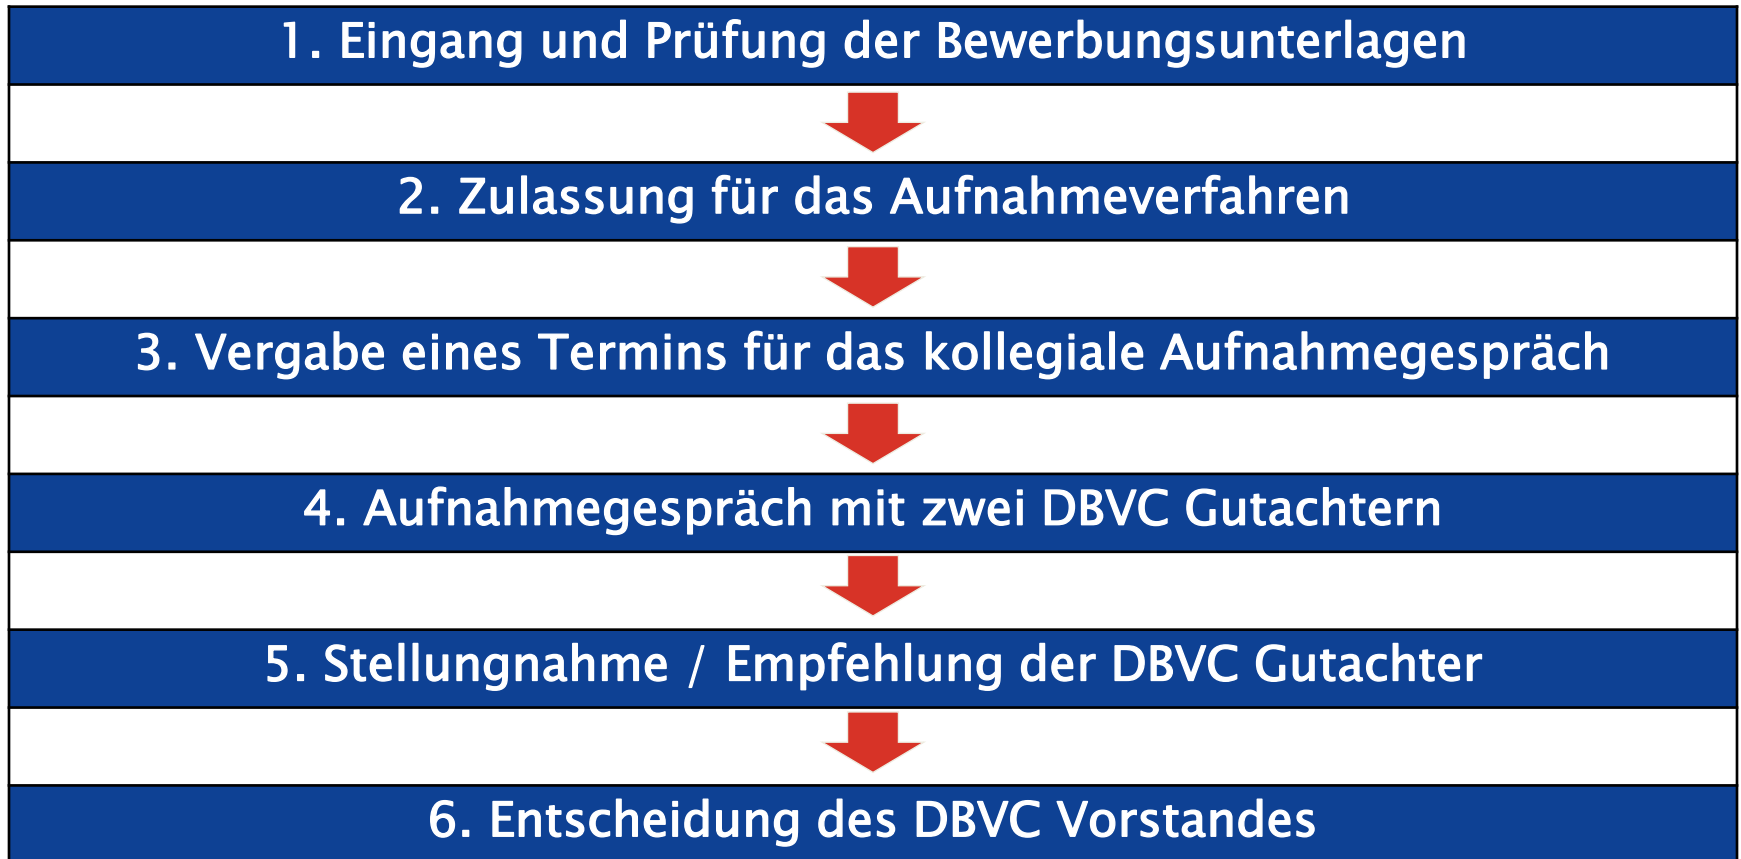 1. Eingang und Prüfung der Bewerbungsunterlagen
2. Zulassung für das Aufnahmeverfahren
3. Vergabe eines Termins für das kollegiale Aufnahmegespräch
4. Aufnahmegespräch mit zwei DBVC Gutachtern
5. Stellungnahme / Empfehlung der DBVC Gutachter
6. Entscheidung des DBVC Vorstandes